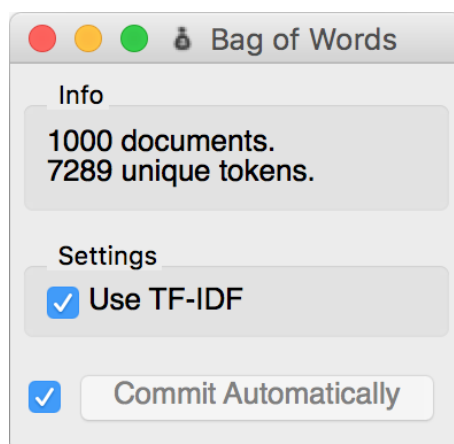 Bag of Words
Info
1000 documents.
7289 unique tokens.
Settings
Use TF-IDF
Commit Automatically